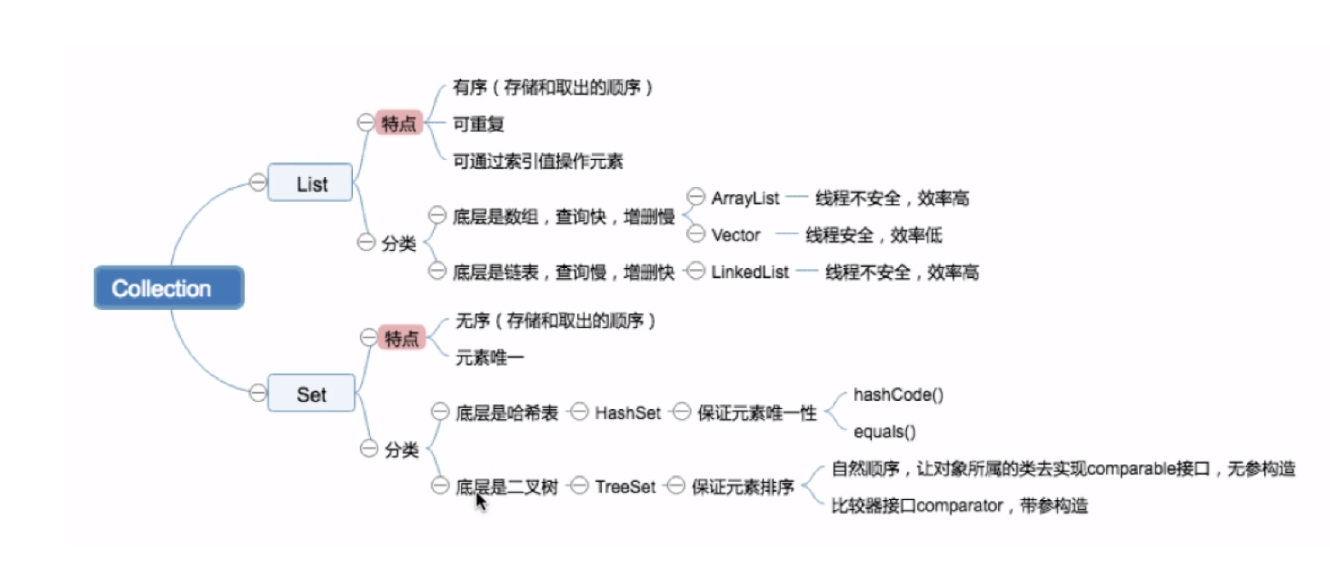 有序（存储和取出的顺序）
特点
可重复
可通过索引值操作元素
List
ArrayList 线程不安全，效率高
底层是数组，查询快，增删慢
Vector 线程安全，效率低
分类
底层是链表，查询慢，增删快 LinkedList 线程不安全，效率高
Collection
无序（存储和取出的顺序）
特点
元素唯一
Set
hashCode()
底层是哈希表 HashSet 保证元素唯一性
equals()
分类
自然顺序，让对象所属的类去实现comparable接口，无参构造
底层是二叉树 TreeSet 保证元素排序
比较器接口comparator，带参构造